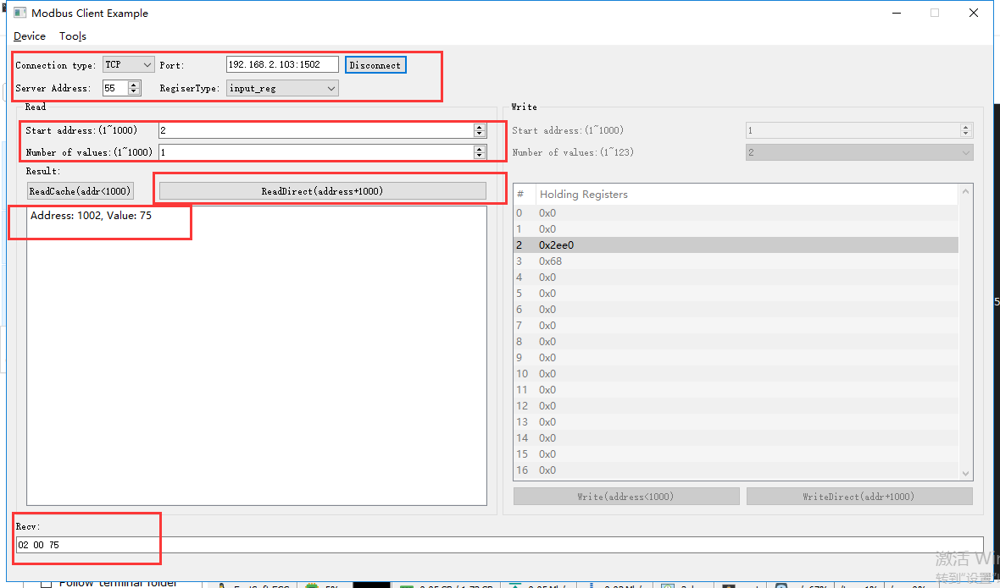 Modbus Client Example
Device Tools
Connection type: TCP Port: 192.168.2.103:1502 Disconnect
Server Address: 55 RegiserType: input_reg
Read Write
Start address:(1~1000) 2 Start address:(1~1000) 1
Number of values:(1~1000) 1 Number of values:(1~123) 2
Result:
ReadCache(addr<1000) ReadDirect(address+1000)
Address: 1002, Value: 75
# Holding Registers
0 0x0
1 0x0
2 0x2ee0
3 0x68
4 0x0
5 0x0
6 0x0
7 0x0
8 0x0
9 0x0
10 0x0
11 0x0
12 0x0
13 0x0
14 0x0
15 0x0
16 0x0
Write(address<1000) WriteDirect(addr+1000)
Recv:
02 00 75
激活 Win
转到"设置"
Follow terminal folder